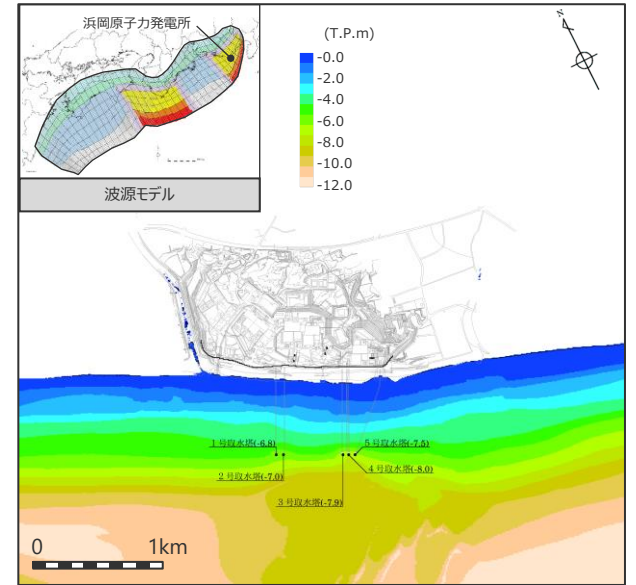 浜岡原子力発電所
波源モデル
(T.P.m)
-0.0
-2.0
-4.0
-6.0
-8.0
-10.0
-12.0
N
1号取水塔(-6.8)
2号取水塔(-7.0)
3号取水塔(-7.9)
4号取水塔(-8.0)
5号取水塔(-7.5)
0 1km